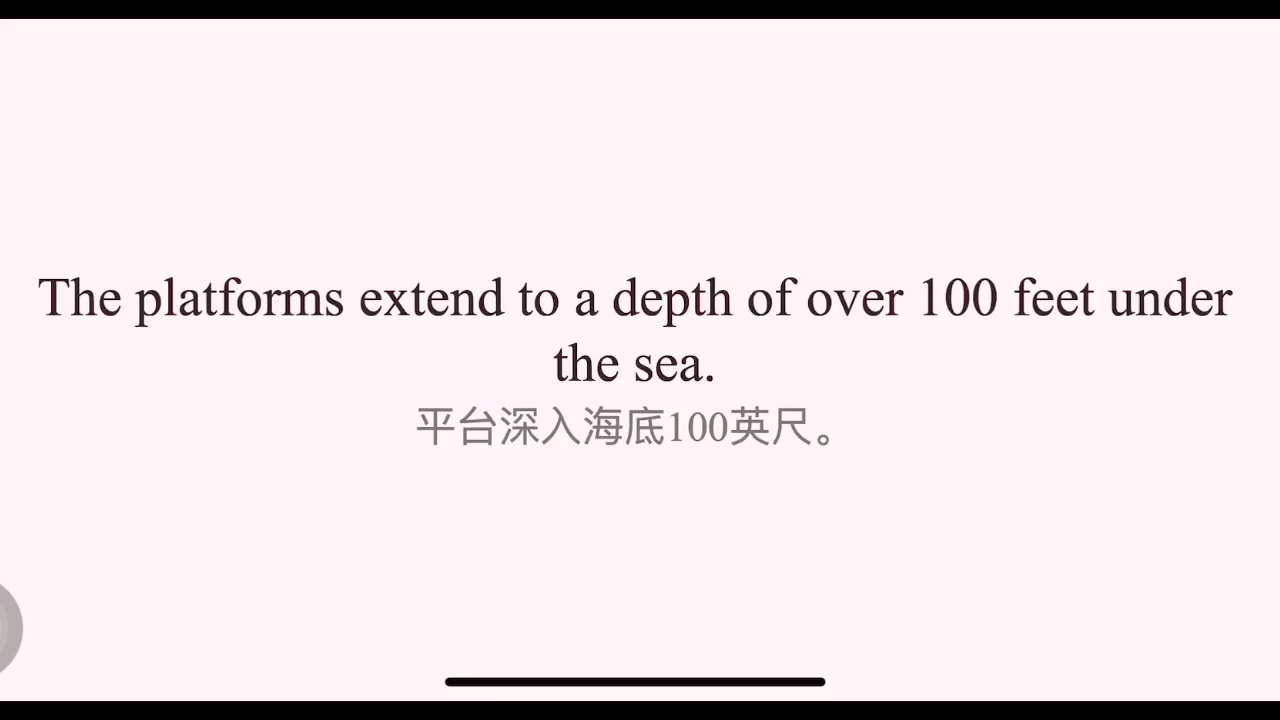 The platforms extend to a depth of over 100 feet under
the sea.
平台深入海底100英尺。